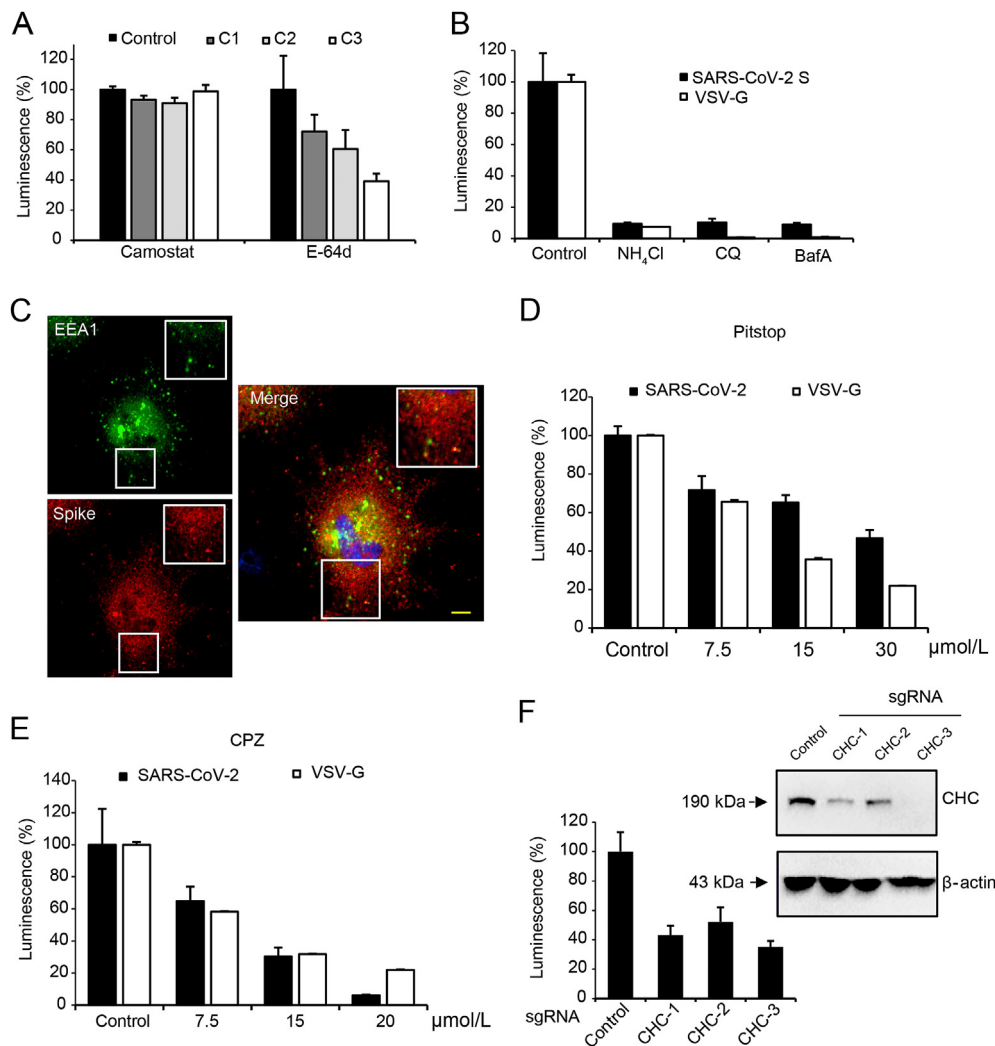 A
Control C1 C2 C3
Luminescence (%)
120
100
80
60
40
20
0
Camostat E-64d
B
SARS-CoV-2 S
VSV-G
Luminescence (%)
120
100
80
60
40
20
0
Control NH₄Cl CQ BafA
C
EEA1
Spike
Merge
D
Pitstop
SARS-CoV-2 VSV-G
Luminescence (%)
120
100
80
60
40
20
0
Control 7.5 15 30 μmol/L
E
CPZ
SARS-CoV-2 VSV-G
Luminescence (%)
140
120
100
80
60
40
20
0
Control 7.5 15 20 μmol/L
F
sgRNA
Control CHC-1 CHC-2 CHC-3
190 kDa CHC
43 kDa β-actin
Luminescence (%)
120
100
80
60
40
20
0
sgRNA Control CHC-1 CHC-2 CHC-3